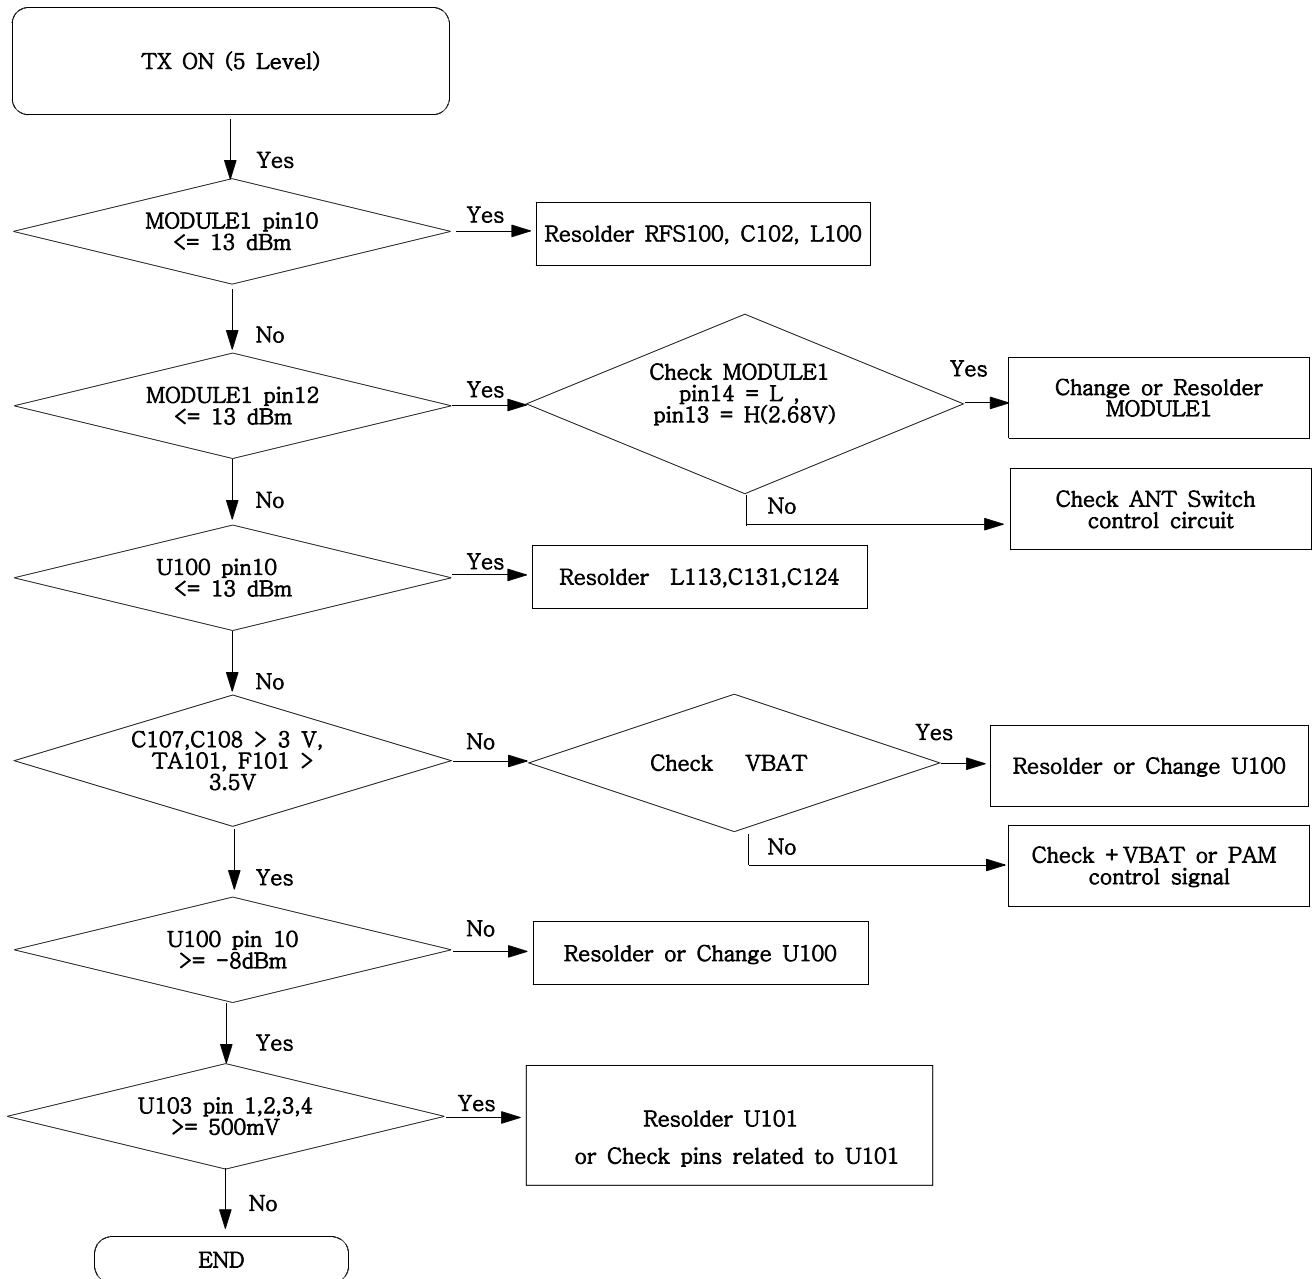 TX ON (5 Level)
Yes
MODULE1 pin10
<= 13 dBm
Yes
Resolder RFS100, C102, L100
No
MODULE1 pin12
<= 13 dBm
Yes
Check MODULE1
pin14 = L ,
pin13 = H(2.68V)
Yes
Change or Resolder
MODULE1
No
Check ANT Switch
control circuit
No
U100 pin10
<= 13 dBm
Yes
Resolder L113,C131,C124
No
C107,C108 > 3 V,
TA101, F101 >
3.5V
No
Check VBAT
Yes
Resolder or Change U100
No
Check +VBAT or PAM
control signal
Yes
U100 pin 10
>= -8dBm
No
Resolder or Change U100
Yes
U103 pin 1,2,3,4
>= 500mV
Yes
Resolder U101
or Check pins related to U101
No
END